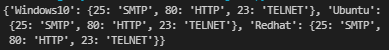 {'Windows10': {25: 'SMTP', 80: 'HTTP', 23: 'TELNET'}, 'Ubuntu':
{25: 'SMTP', 80: 'HTTP', 23: 'TELNET'}, 'Redhat': {25: 'SMTP',
80: 'HTTP', 23: 'TELNET'}}